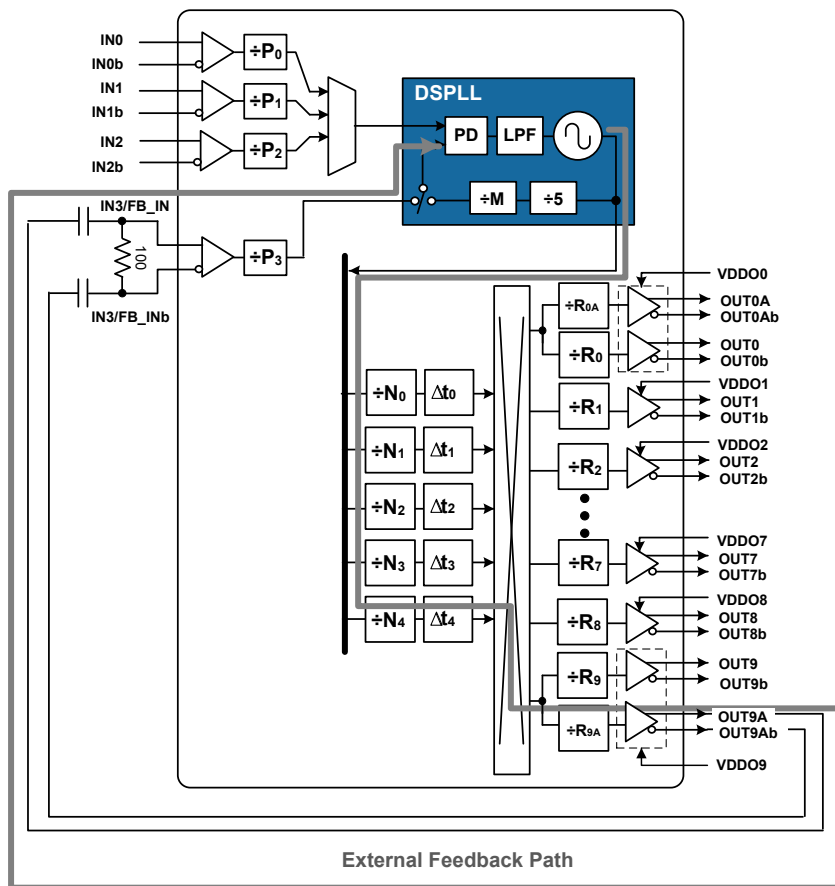 IN0
IN0b
IN1
IN1b
IN2
IN2b
÷P0
÷P1
÷P2
DSPLL
PD
LPF
÷M
÷5
IN3/FB_IN
100
IN3/FB_INb
÷P3
÷N0
Δt0
÷N1
Δt1
÷N2
Δt2
÷N3
Δt3
÷N4
Δt4
÷R0A
÷R0
÷R1
÷R2
÷R7
÷R8
÷R9
÷R9A
VDDO0
OUT0A
OUT0Ab
OUT0
OUT0b
VDDO1
OUT1
OUT1b
VDDO2
OUT2
OUT2b
VDDO7
OUT7
OUT7b
VDDO8
OUT8
OUT8b
OUT9
OUT9b
OUT9A
OUT9Ab
VDDO9
External Feedback Path